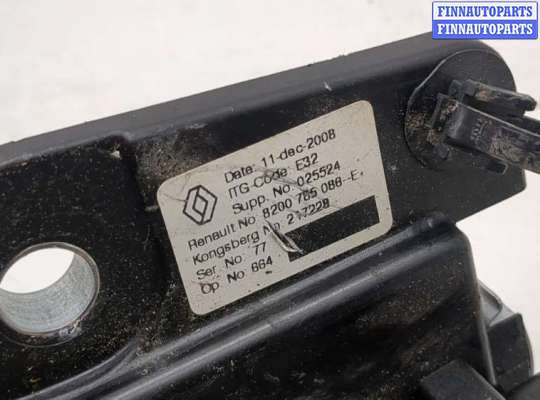 FINNAUTOPARTS
FINNAUTOPARTS
Date: 11-dec-2008
ITG Code: E32
Supp. No: 025524
Renault No: 8200 765 086--E
Kongsberg No: 217228
Ser. No: 77
Op. No: 664